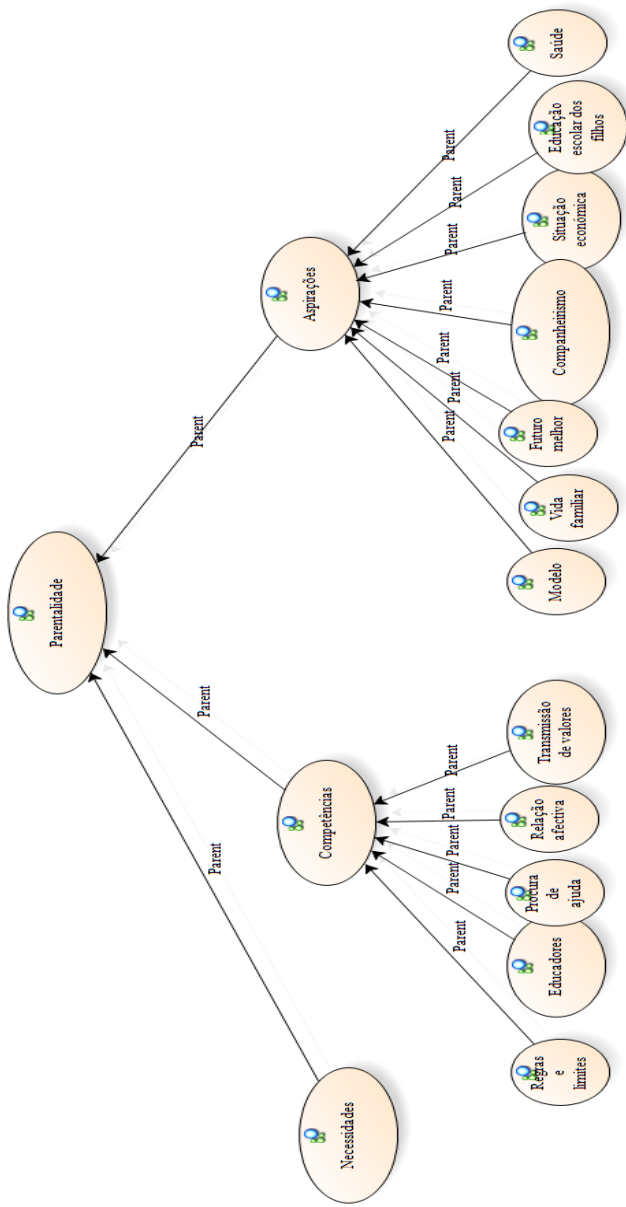 Parentalidade
Parent
Parent
Parent
Necessidades
Competências
Aspirações
Parent
Parent
Parent
Parent
Parent
Parent
Parent
Parent
Parent
Parent
Parent
Parent
Regras
e
limites
Educadores
Procura
de
ajuda
Relação
afectiva
Transmissão
de valores
Modelo
Vida
familiar
Futuro
melhor
Companheirismo
Situação
económica
Educação
escolar dos
filhos
Saúde